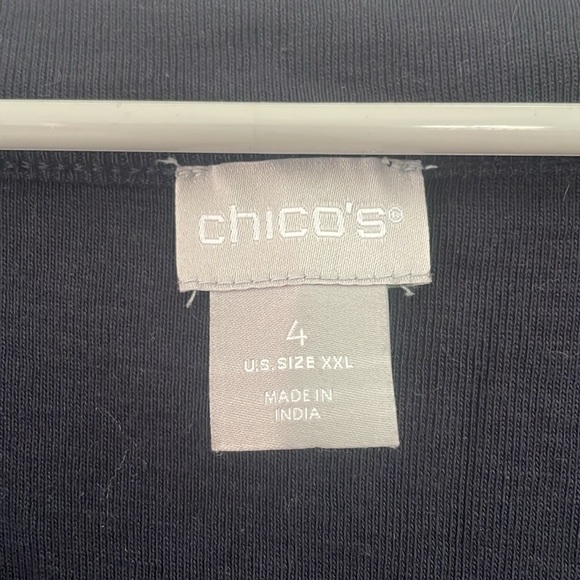 chico's®
4
U.S. SIZE XXL
MADE IN
INDIA